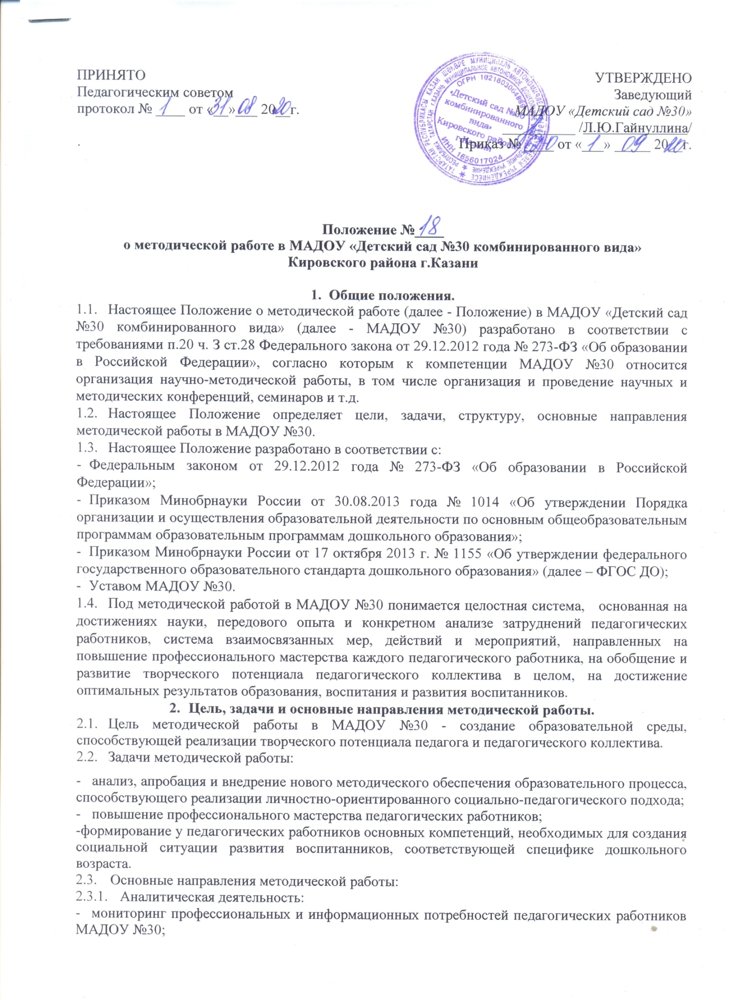 ПРИНЯТО
Педагогическим советом
протокол № 1 от «31» 08 2020г.
УТВЕРЖДЕНО
Заведующий
МАДОУ «Детский сад №30»
/Л.Ю.Гайнуллина/
Приказ № от «1» 09 2020г.
ОГРН 1021603064889
«Детский сад №30
комбинированного
вида»
Кировского района
г.Казани
ИНН 1656017024
Положение № 18
о методической работе в МАДОУ «Детский сад №30 комбинированного вида»
Кировского района г.Казани
1. Общие положения.
1.1. Настоящее Положение о методической работе (далее - Положение) в МАДОУ «Детский сад
№30 комбинированного вида» (далее - МАДОУ №30) разработано в соответствии с
требованиями п.20 ч. З ст.28 Федерального закона от 29.12.2012 года № 273-ФЗ «Об образовании
в Российской Федерации», согласно которым к компетенции МАДОУ №30 относится
организация научно-методической работы, в том числе организация и проведение научных и
методических конференций, семинаров и т.д.
1.2. Настоящее Положение определяет цели, задачи, структуру, основные направления
методической работы в МАДОУ №30.
1.3. Настоящее Положение разработано в соответствии с:
- Федеральным законом от 29.12.2012 года № 273-ФЗ «Об образовании в Российской
Федерации»;
- Приказом Минобрнауки России от 30.08.2013 года № 1014 «Об утверждении Порядка
организации и осуществления образовательной деятельности по основным общеобразовательным
программам образовательным программам дошкольного образования»;
- Приказом Минобрнауки России от 17 октября 2013 г. № 1155 «Об утверждении федерального
государственного образовательного стандарта дошкольного образования» (далее – ФГОС ДО);
- Уставом МАДОУ №30.
1.4. Под методической работой в МАДОУ №30 понимается целостная система, основанная на
достижениях науки, передового опыта и конкретном анализе затруднений педагогических
работников, система взаимосвязанных мер, действий и мероприятий, направленных на
повышение профессионального мастерства каждого педагогического работника, на обобщение и
развитие творческого потенциала педагогического коллектива в целом, на достижение
оптимальных результатов образования, воспитания и развития воспитанников.
2. Цель, задачи и основные направления методической работы.
2.1. Цель методической работы в МАДОУ №30 - создание образовательной среды,
способствующей реализации творческого потенциала педагога и педагогического коллектива.
2.2. Задачи методической работы:
- анализ, апробация и внедрение нового методического обеспечения образовательного процесса,
способствующего реализации личностно-ориентированного социально-педагогического подхода;
- повышение профессионального мастерства педагогических работников;
-формирование у педагогических работников основных компетенций, необходимых для создания
социальной ситуации развития воспитанников, соответствующей специфике дошкольного
возраста.
2.3. Основные направления методической работы:
2.3.1. Аналитическая деятельность:
- мониторинг профессиональных и информационных потребностей педагогических работников
МАДОУ №30;